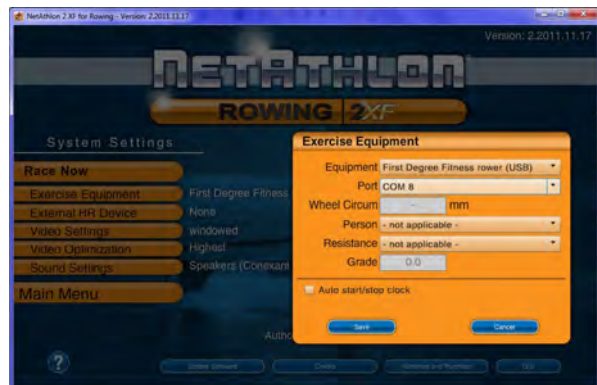 NetAthlon 2 XF for Rowing - Version: 2.2011.11.17
Version: 2.2011.11.17
NETATHLON
ROWING 2XF
System Settings
Race Now
Exercise Equipment First Degree Fitness
External HR Device None
Video Settings windowed
Video Optimization Highest
Sound Settings Speakers (Conexant
Main Menu
Exercise Equipment
Equipment First Degree Fitness rower (USB)
Port COM 8
Wheel Circum - mm
Person - not applicable -
Resistance - not applicable -
Grade 0.0
Auto start/stop clock
Save Cancel
Autho
?
Credits